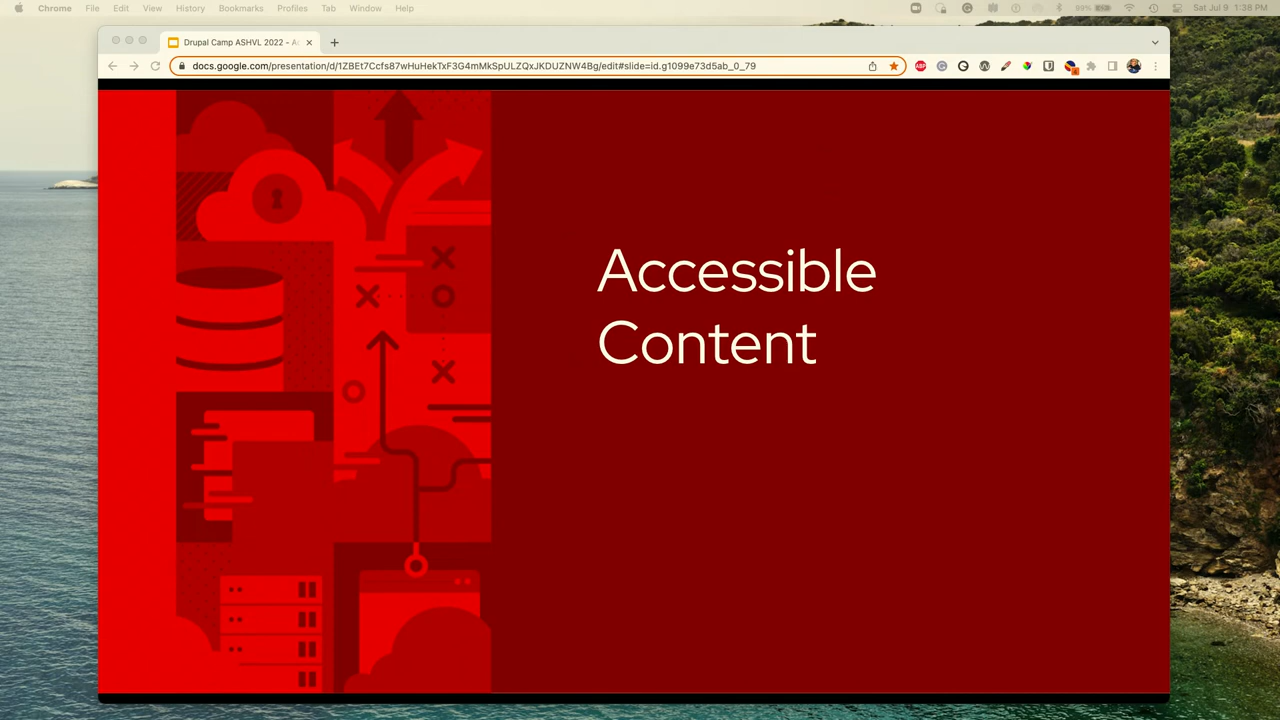 Chrome File Edit View History Bookmarks Profiles Tab Window Help
Sat Jul 9 1:38 PM
Drupal Camp ASHVL 2022 - A
docs.google.com/presentation/d/1ZBEt7Ccfs87wHuHekTxF3G4mMkSpULZQxJKDUZNW4Bg/edit#slide=id.g1099e73d5ab_0_79
ABP
Accessible
Content